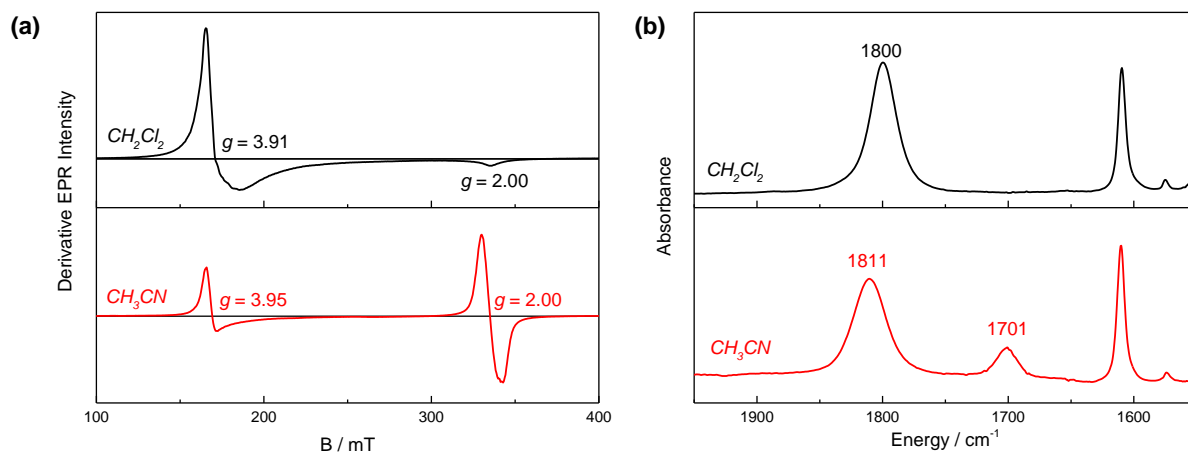 (a)
Derivative EPR Intensity
CH₂Cl₂
g = 3.91
g = 2.00
CH₃CN
g = 3.95
g = 2.00
100 200 300 400
B / mT
(b)
Absorbance
1800
CH₂Cl₂
1811
1701
CH₃CN
1900 1800 1700 1600
Energy / cm⁻¹